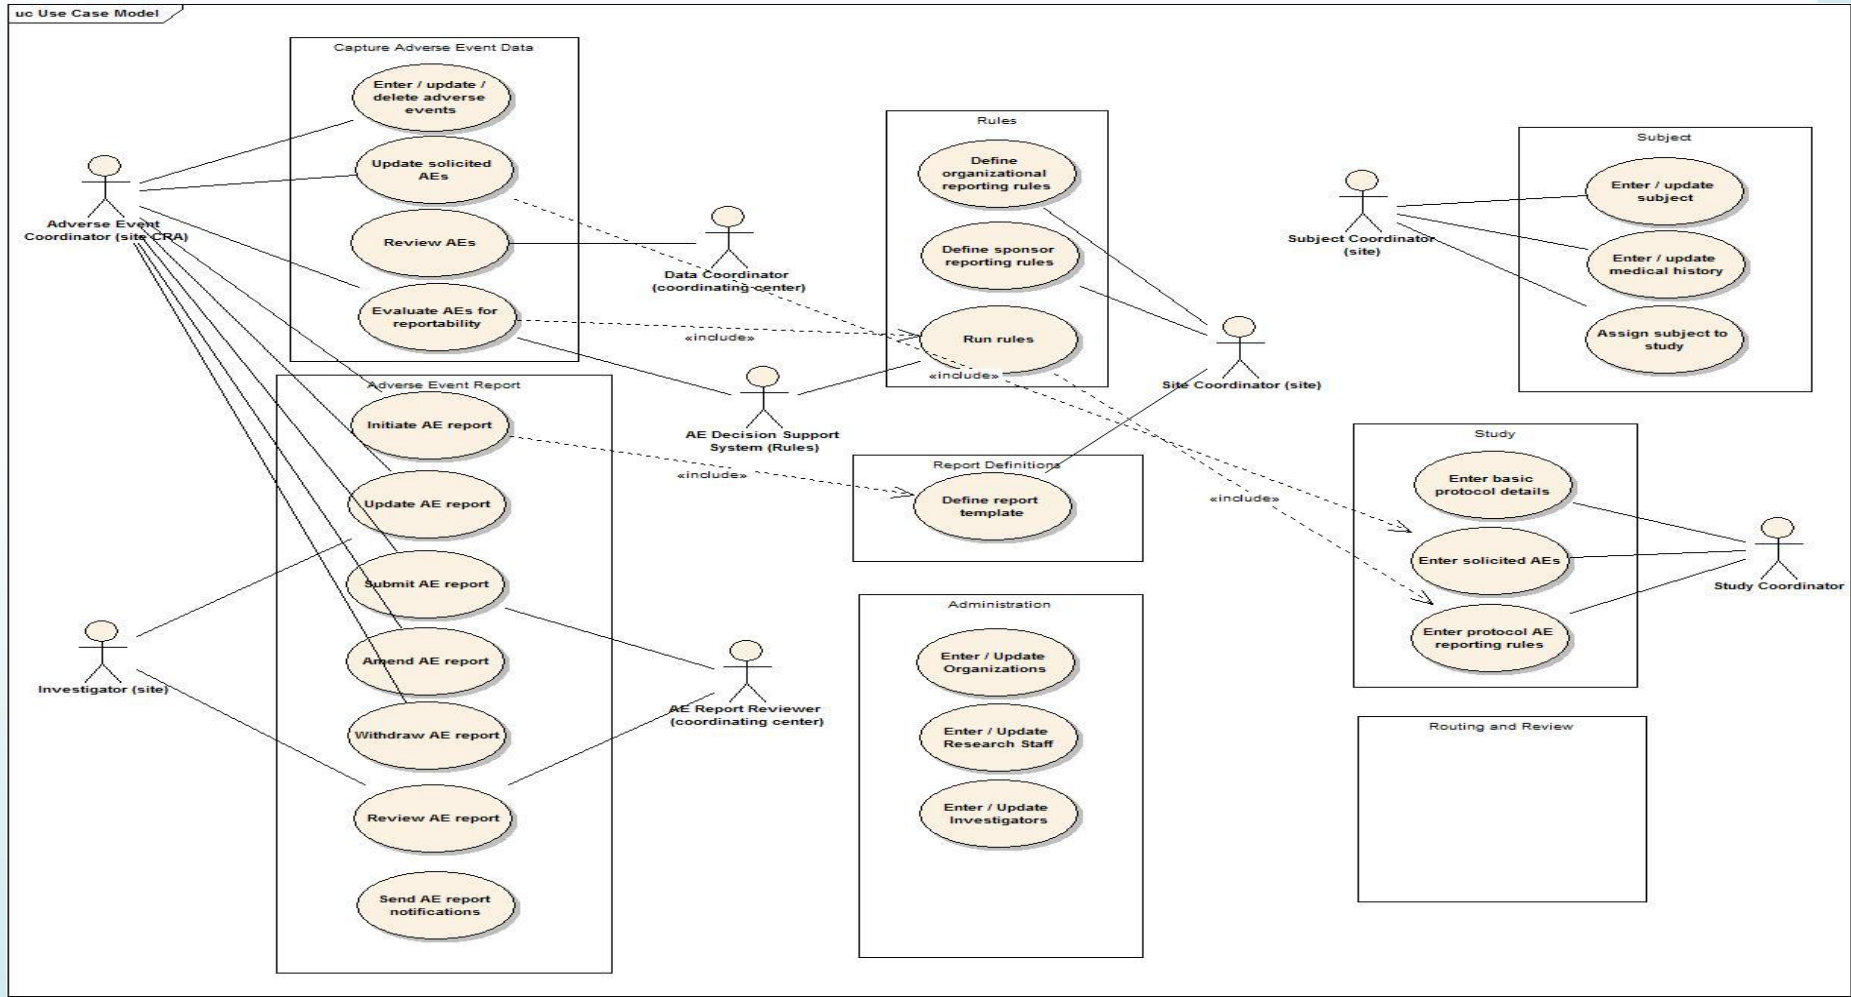 uc Use Case Model
Capture Adverse Event Data
Enter / update /
delete adverse
events
Update solicited
AEs
Review AEs
Evaluate AEs for
reportability
Adverse Event
Coordinator (site CRA)
Data Coordinator
(coordinating center)
«include»
AE Decision Support
System (Rules)
Rules
Define
organizational
reporting rules
Define sponsor
reporting rules
Run rules
«include»
Site Coordinator (site)
Subject
Enter / update
subject
Enter / update
medical history
Assign subject to
study
Subject Coordinator
(site)
Adverse Event Report
Initiate AE report
Update AE report
Submit AE report
Amend AE report
Withdraw AE report
Review AE report
Send AE report
notifications
Investigator (site)
«include»
AE Report Reviewer
(coordinating center)
Report Definitions
Define report
template
Administration
Enter / Update
Organizations
Enter / Update
Research Staff
Enter / Update
Investigators
«include»
Study
Enter basic
protocol details
Enter solicited AEs
Enter protocol AE
reporting rules
Study Coordinator
Routing and Review